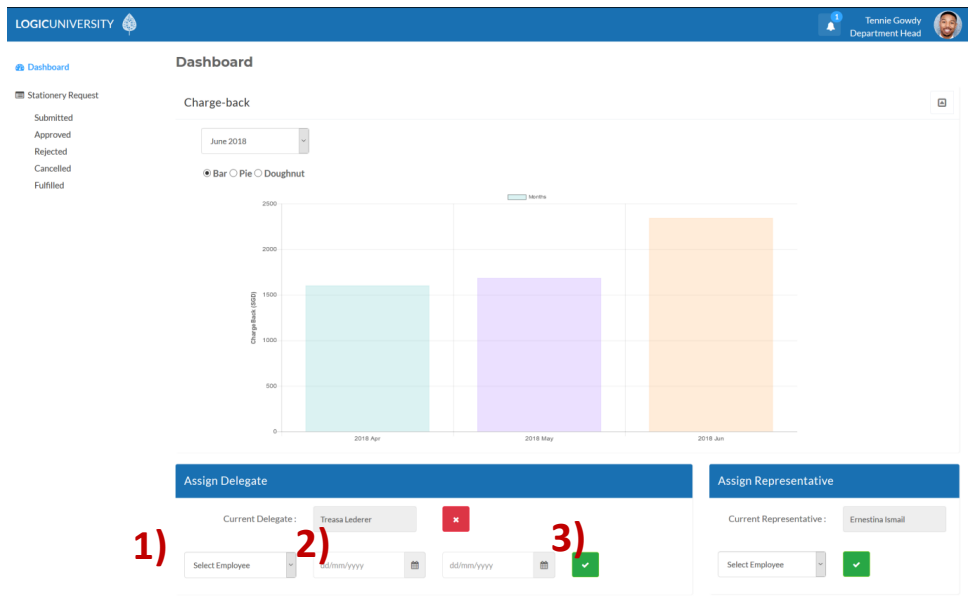 LOGICUNIVERSITY
1
Tennie Gowdy
Department Head
Dashboard
Stationery Request
Submitted
Approved
Rejected
Cancelled
Fulfilled
Dashboard
Charge-back
June 2018
Bar Pie Doughnut
Months
Charge Back (SGD)
2500
2000
1500
1000
500
0
2018 Apr 2018 May 2018 Jun
Assign Delegate
Current Delegate : Treasa Lederer
1) 2) 3)
Select Employee dd/mm/yyyy dd/mm/yyyy
Assign Representative
Current Representative : Ernestina Ismail
Select Employee